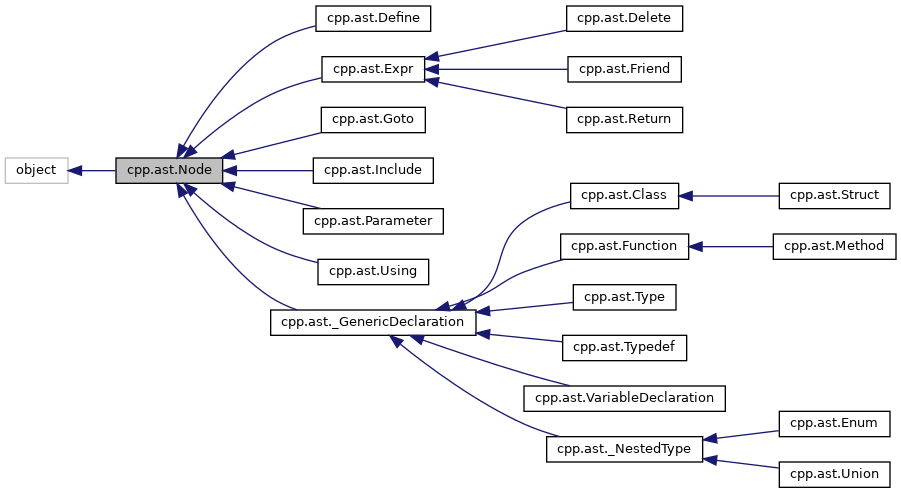 cpp.ast.Define
cpp.ast.Delete
cpp.ast.Expr
cpp.ast.Friend
cpp.ast.Goto
cpp.ast.Return
object
cpp.ast.Node
cpp.ast.Include
cpp.ast.Class
cpp.ast.Struct
cpp.ast.Parameter
cpp.ast.Function
cpp.ast.Method
cpp.ast.Using
cpp.ast.Type
cpp.ast._GenericDeclaration
cpp.ast.Typedef
cpp.ast.VariableDeclaration
cpp.ast.Enum
cpp.ast._NestedType
cpp.ast.Union